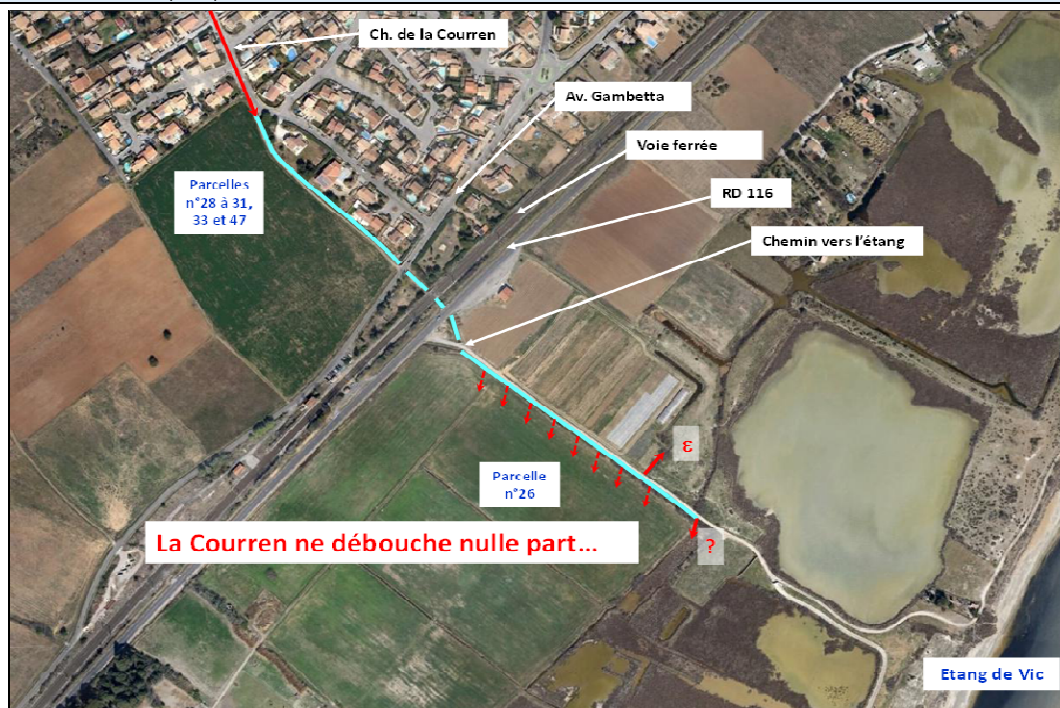 Ch. de la Courren
Av. Gambetta
Voie ferrée
Parcelles
n°28 à 31,
33 et 47
RD 116
Chemin vers l'étang
ε
Parcelle
n°26
La Courren ne débouche nulle part...
?
Etang de Vic